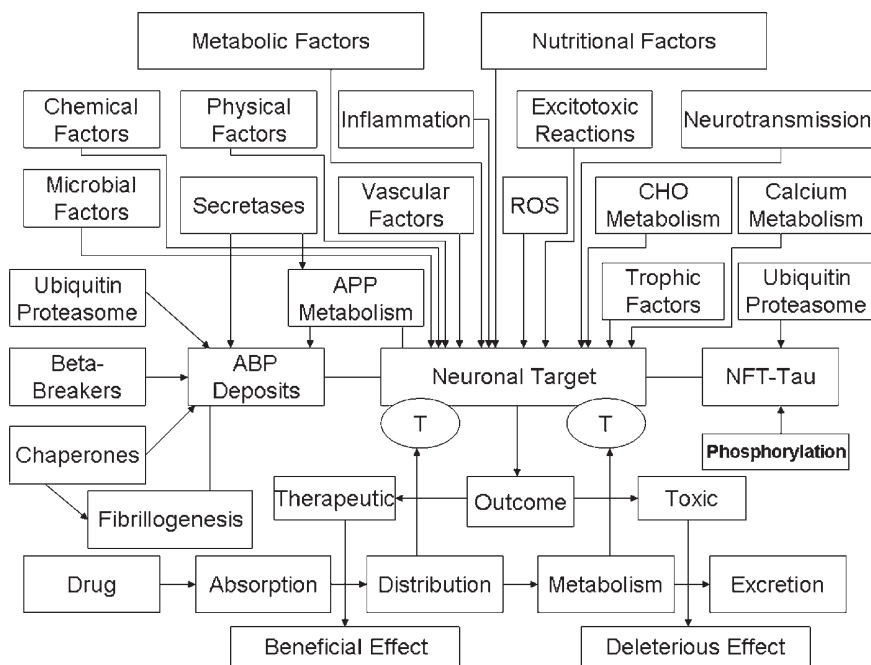 Metabolic Factors
Nutritional Factors
Chemical
Factors
Physical
Factors
Inflammation
Excitotoxic
Reactions
Neurotransmission
Microbial
Factors
Secretases
Vascular
Factors
ROS
CHO
Metabolism
Calcium
Metabolism
Ubiquitin
Proteasome
APP
Metabolism
Trophic
Factors
Ubiquitin
Proteasome
Beta-
Breakers
ABP
Deposits
Neuronal Target
NFT-Tau
T
T
Chaperones
Phosphorylation
Fibrillogenesis
Therapeutic
Outcome
Toxic
Drug
Absorption
Distribution
Metabolism
Excretion
Beneficial Effect
Deleterious Effect